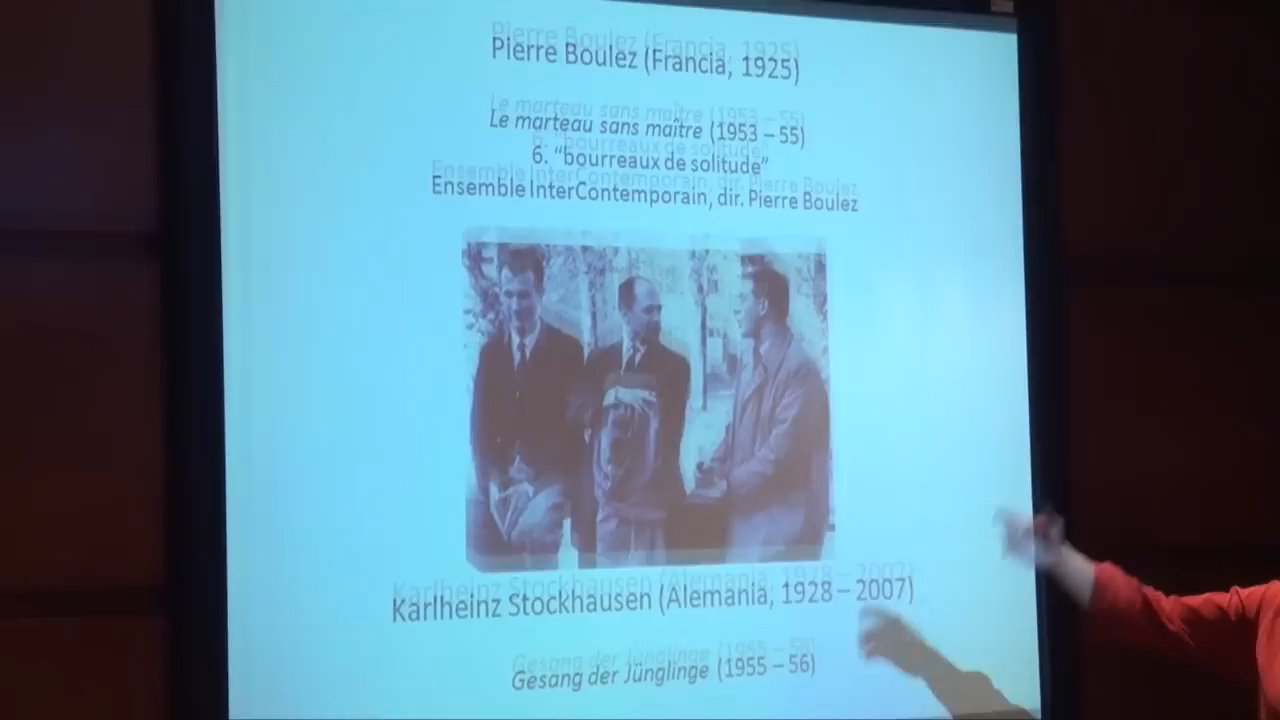 Pierre Boulez (Francia, 1925)
Le marteau sans maître (1953 – 55)
6. “bourreaux de solitude”
Ensemble InterContemporain, dir. Pierre Boulez
Karlheinz Stockhausen (Alemania, 1928 – 2007)
Gesang der Jünglinge (1955 – 56)